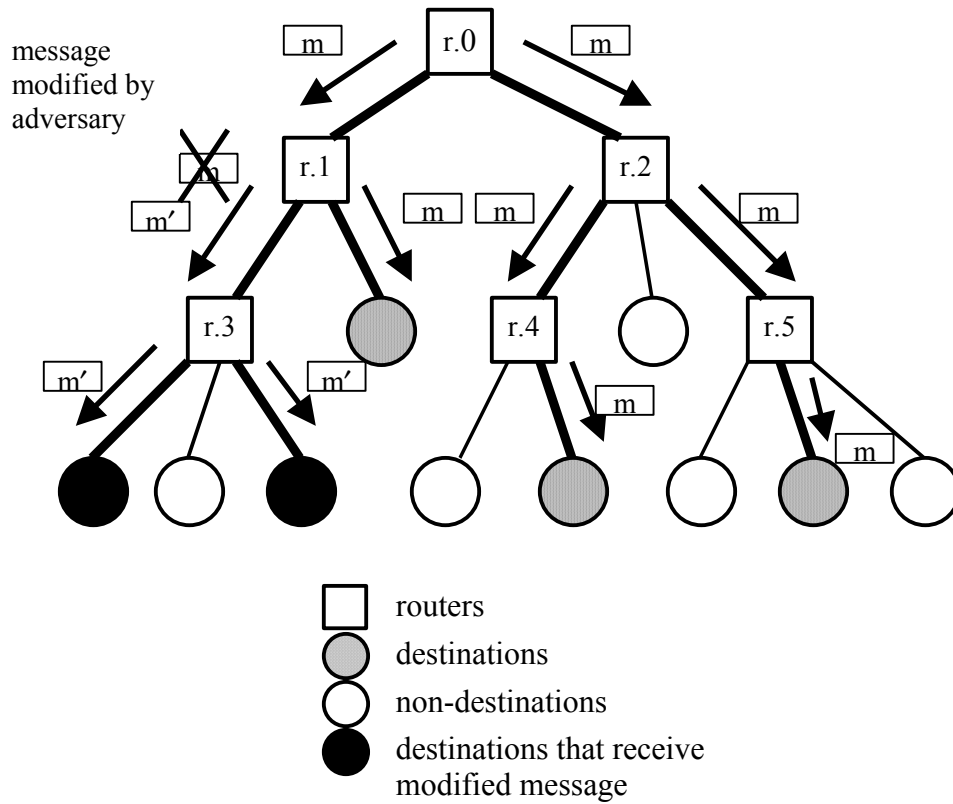 m
r.0
m
message
modified by
adversary
m
r.1
r.2
m′
m
m
m
r.3
r.4
r.5
m′
m′
m
m
routers
destinations
non-destinations
destinations that receive
modified message